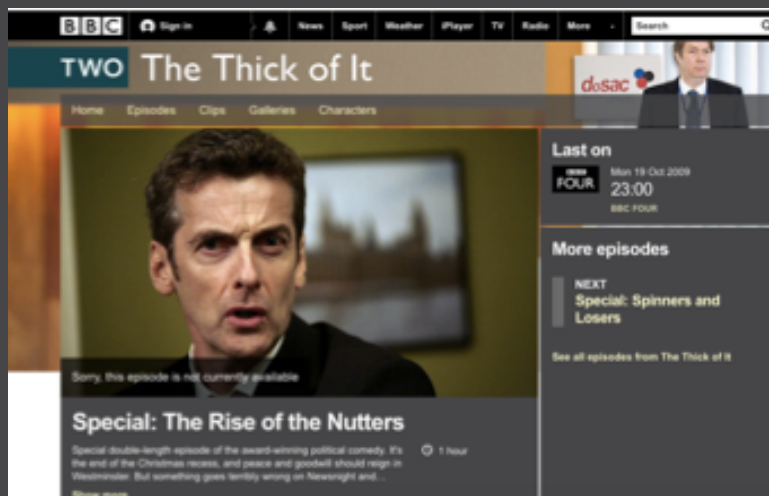 BBC Sign in News Sport Weather iPlayer TV Radio More Search
TWO The Thick of It
dosac
Home Episodes Clips Galleries Characters
Last on
BBC FOUR
Mon 19 Oct 2009
23:00
BBC FOUR
More episodes
NEXT
Special: Spinners and
Losers
See all episodes from The Thick of It
Sorry, this episode is not currently available
Special: The Rise of the Nutters
Special double-length episode of the award-winning political comedy. It's
the end of the Christmas recess, and peace and goodwill should reign in
Westminster. But something goes terribly wrong on Newsnight and...
1 hour
Show more